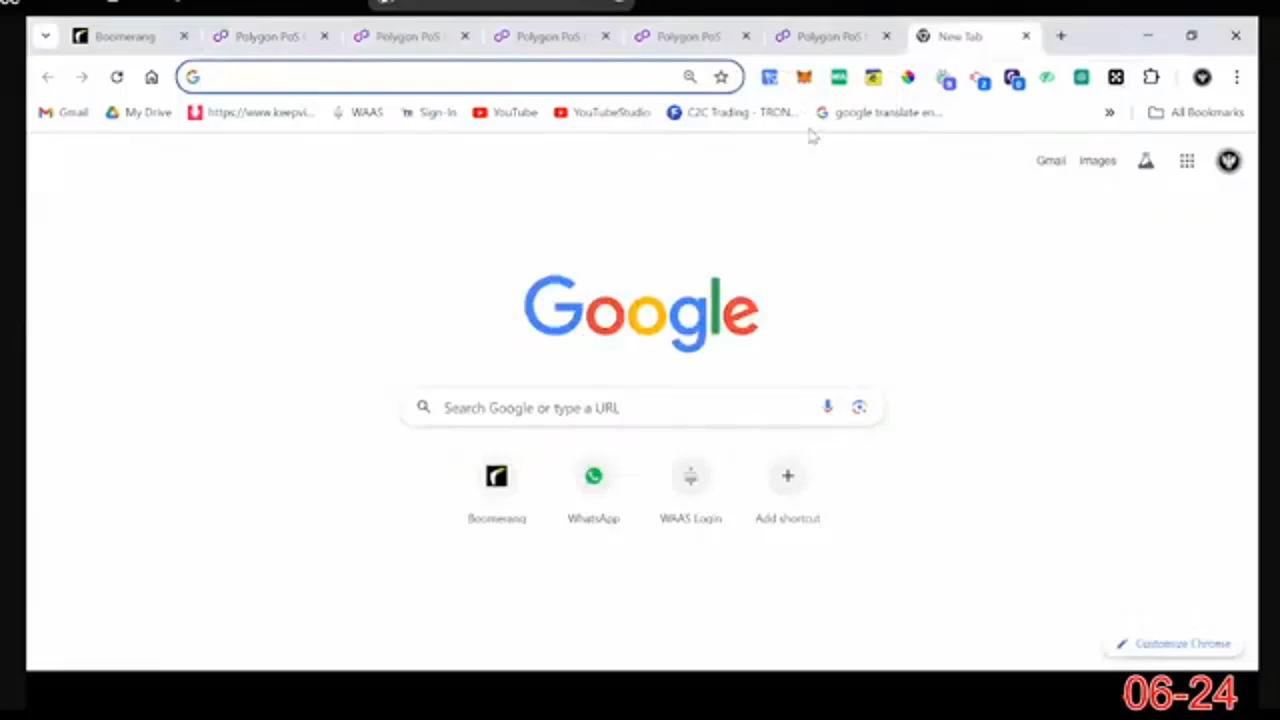 Boomerang Polygon PoS Polygon PoS Polygon PoS Polygon PoS Polygon PoS New Tab
Gmail My Drive https://www.keepvi... WAAS Sign-In YouTube YouTubeStudio C2C Trading - TRON... google translate en... All Bookmarks
Gmail Images
Google
Search Google or type a URL
Boomerang WhatsApp WAAS Login Add shortcut
Customize Chrome
06-24